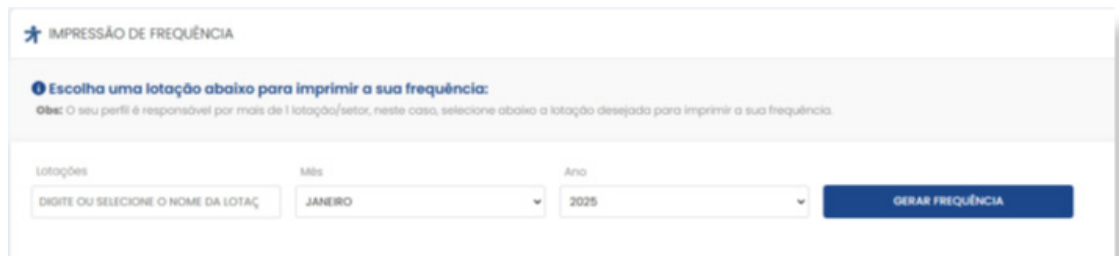 IMPRESSÃO DE FREQUÊNCIA
Escolha uma lotação abaixo para imprimir a sua frequência:
Obs: O seu perfil é responsável por mais de 1 lotação/setor, neste caso, selecione abaixo a lotação desejada para imprimir a sua frequência.
Lotações Mês Ano
DIGITE OU SELECIONE O NOME DA LOTAÇ JANEIRO 2025 GERAR FREQUÊNCIA